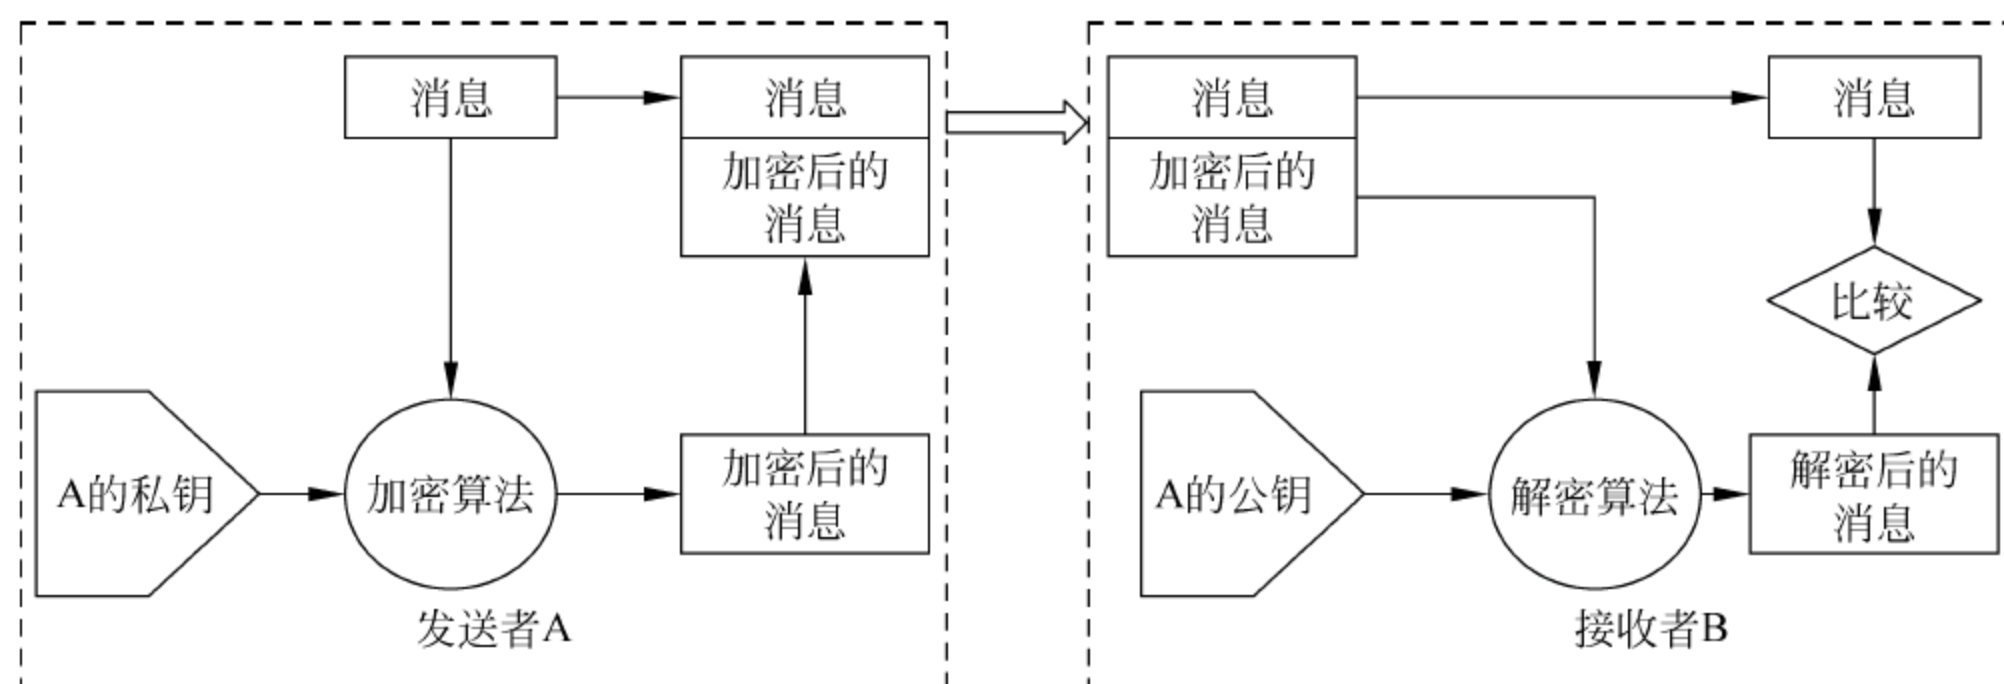 消息
消息
加密后的
消息
A的私钥
加密算法
加密后的
消息
发送者A
消息
加密后的
消息
消息
比较
A的公钥
解密算法
解密后的
消息
接收者B